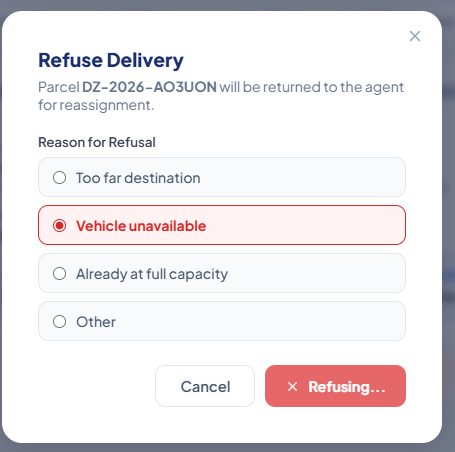 Refuse Delivery
Parcel DZ-2026-AO3UON will be returned to the agent
for reassignment.
Reason for Refusal
Too far destination
Vehicle unavailable
Already at full capacity
Other
Cancel
Refusing...